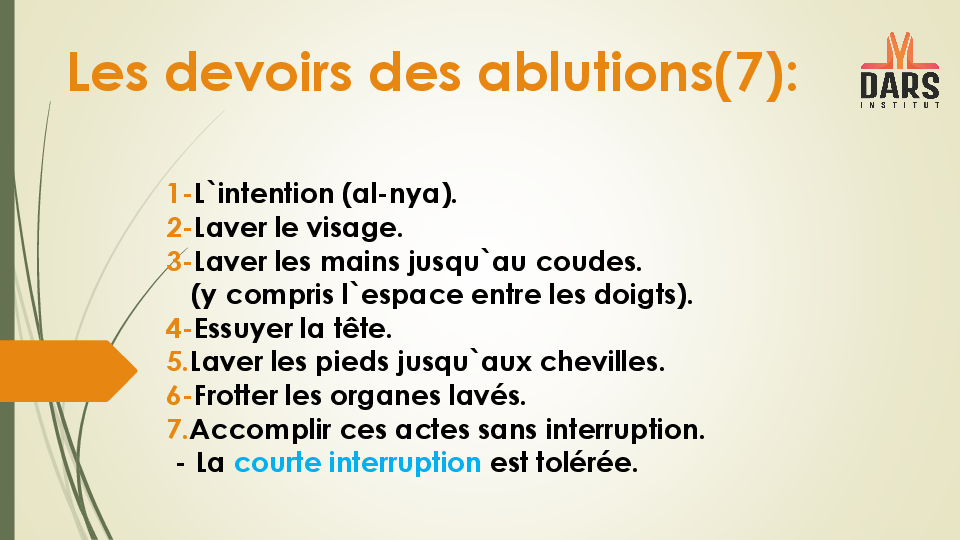 Les devoirs des ablutions(7):
DARS
INSTITUT
1-L`intention (al-nya).
2-Laver le visage.
3-Laver les mains jusqu`au coudes.
(y compris l`espace entre les doigts).
4-Essuyer la tête.
5.Laver les pieds jusqu`aux chevilles.
6-Frotter les organes lavés.
7.Accomplir ces actes sans interruption.
- La courte interruption est tolérée.